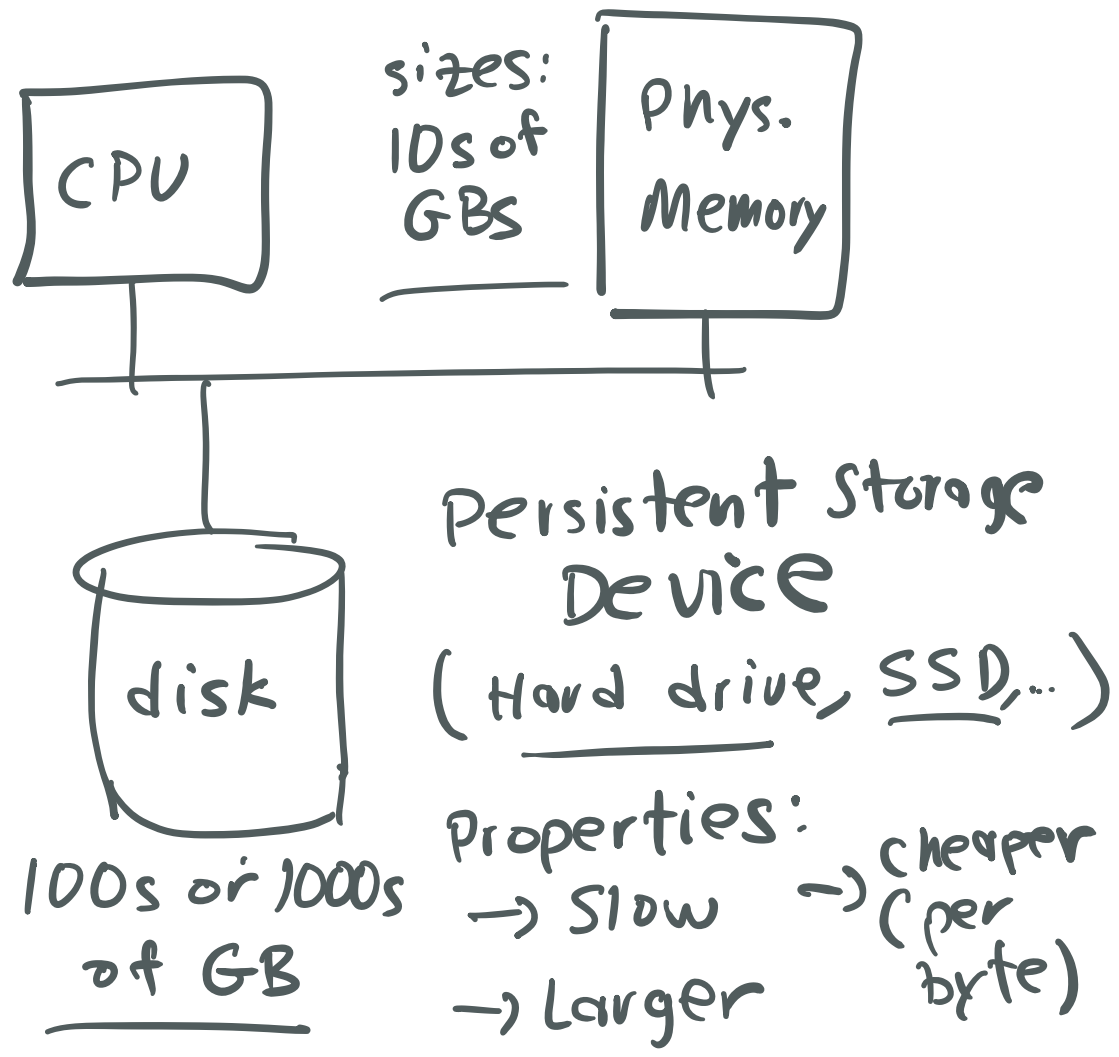 CPU
sizes:
10s of
GBs
Phys.
Memory
disk
100s or 1000s
of GB
Persistent Storage
Device
(Hard drive, SSD,...)
Properties:
→ Slow
→ Larger
→ cheaper
(per
byte)